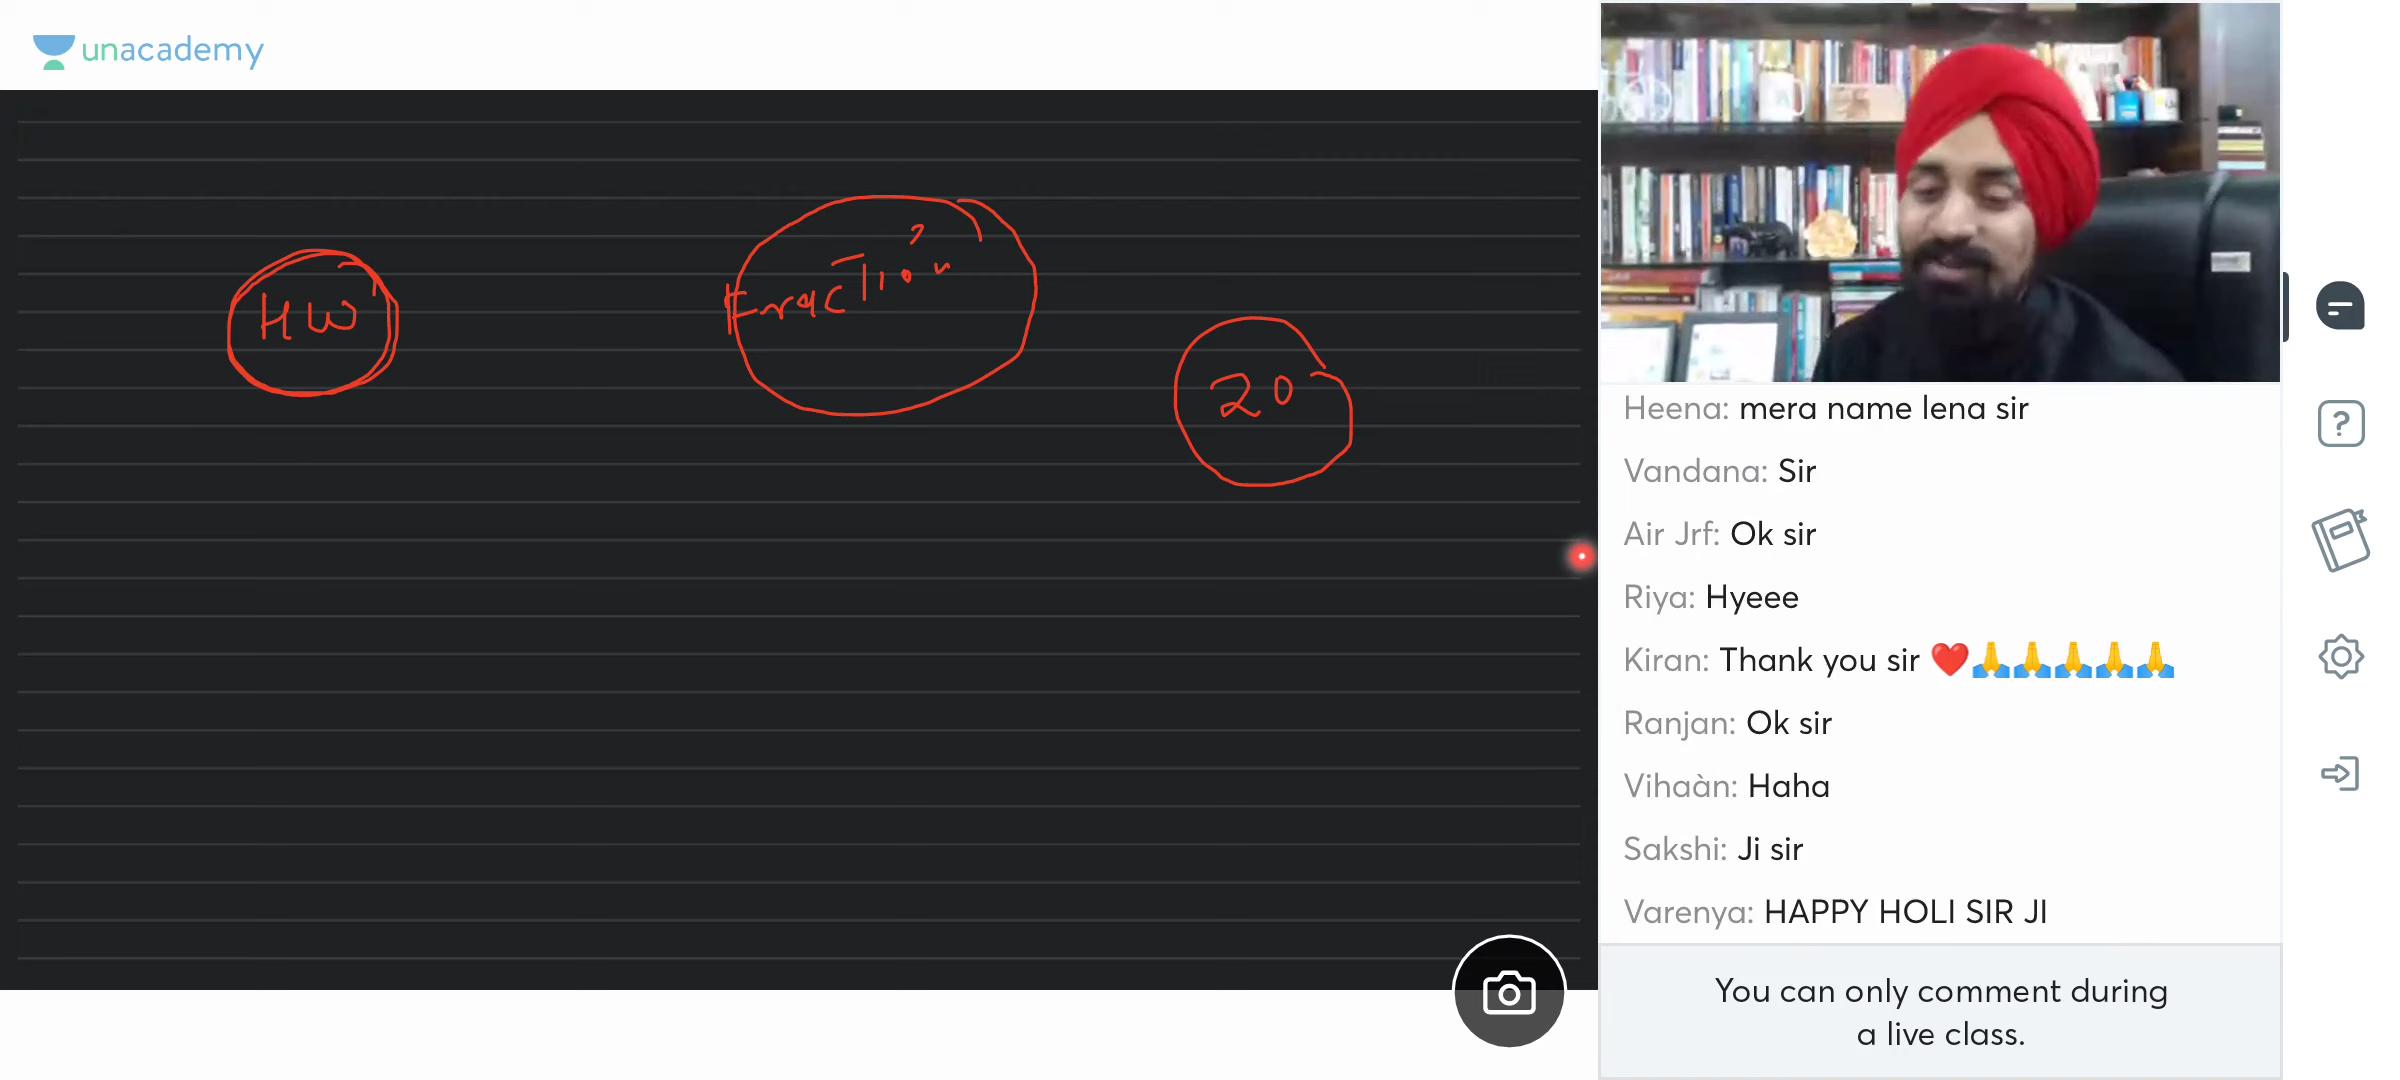 unacademy
HW
Fraction
20
Heena: mera name lena sir
Vandana: Sir
Air Jrf: Ok sir
Riya: Hyeee
Kiran: Thank you sir ❤️🙏🙏🙏🙏🙏
Ranjan: Ok sir
Vihaàn: Haha
Sakshi: Ji sir
Varenya: HAPPY HOLI SIR JI
You can only comment during
a live class.